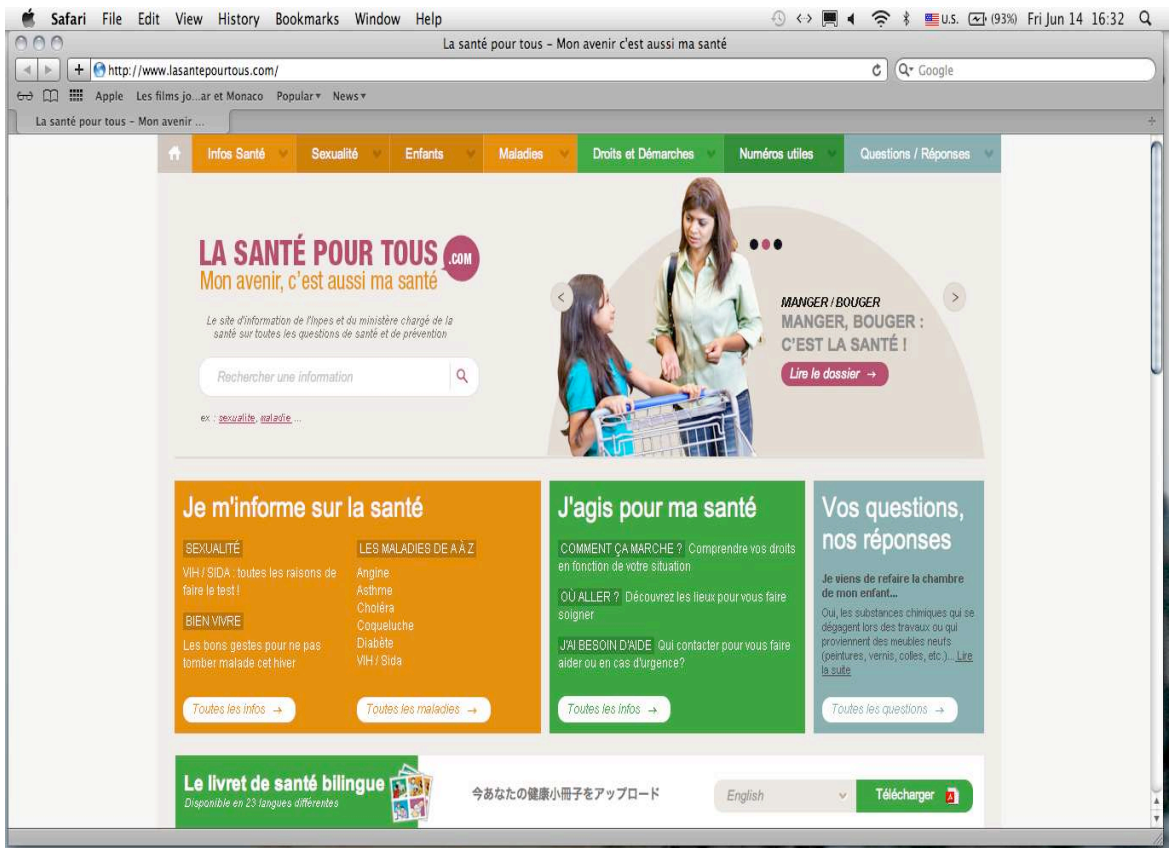 Safari File Edit View History Bookmarks Window Help U.S. (93%) Fri Jun 14 16:32
La santé pour tous – Mon avenir c'est aussi ma santé
http://www.lasantepourtous.com/ Google
Apple Les films jo...ar et Monaco Popular News
La santé pour tous – Mon avenir ...
Infos Santé Sexualité Enfants Maladies Droits et Démarches Numéros utiles Questions / Réponses
LA SANTÉ POUR TOUS .COM
Mon avenir, c'est aussi ma santé
Le site d'information de l'Inpes et du ministère chargé de la
santé sur toutes les questions de santé et de prévention
Rechercher une information
ex : sexualite, maladie ...
MANGER / BOUGER
MANGER, BOUGER :
C'EST LA SANTÉ !
Lire le dossier →
Je m'informe sur la santé
SEXUALITÉ
VIH / SIDA : toutes les raisons de
faire le test !
BIEN VIVRE
Les bons gestes pour ne pas
tomber malade cet hiver
Toutes les infos →
LES MALADIES DE A À Z
Angine
Asthme
Choléra
Coqueluche
Diabète
VIH / Sida
Toutes les maladies →
J'agis pour ma santé
COMMENT ÇA MARCHE ? Comprendre vos droits
en fonction de votre situation
OÙ ALLER ? Découvrez les lieux pour vous faire
soigner
J'AI BESOIN D'AIDE Qui contacter pour vous faire
aider ou en cas d'urgence?
Toutes les infos →
Vos questions,
nos réponses
Je viens de refaire la chambre
de mon enfant...
Oui, les substances chimiques qui se
dégagent lors des travaux ou qui
proviennent des meubles neufs
(peintures, vernis, colles, etc.)... Lire
la suite
Toutes les questions →
Le livret de santé bilingue
Disponible en 23 langues différentes
今あなたの健康小冊子をアップロード
English
Télécharger